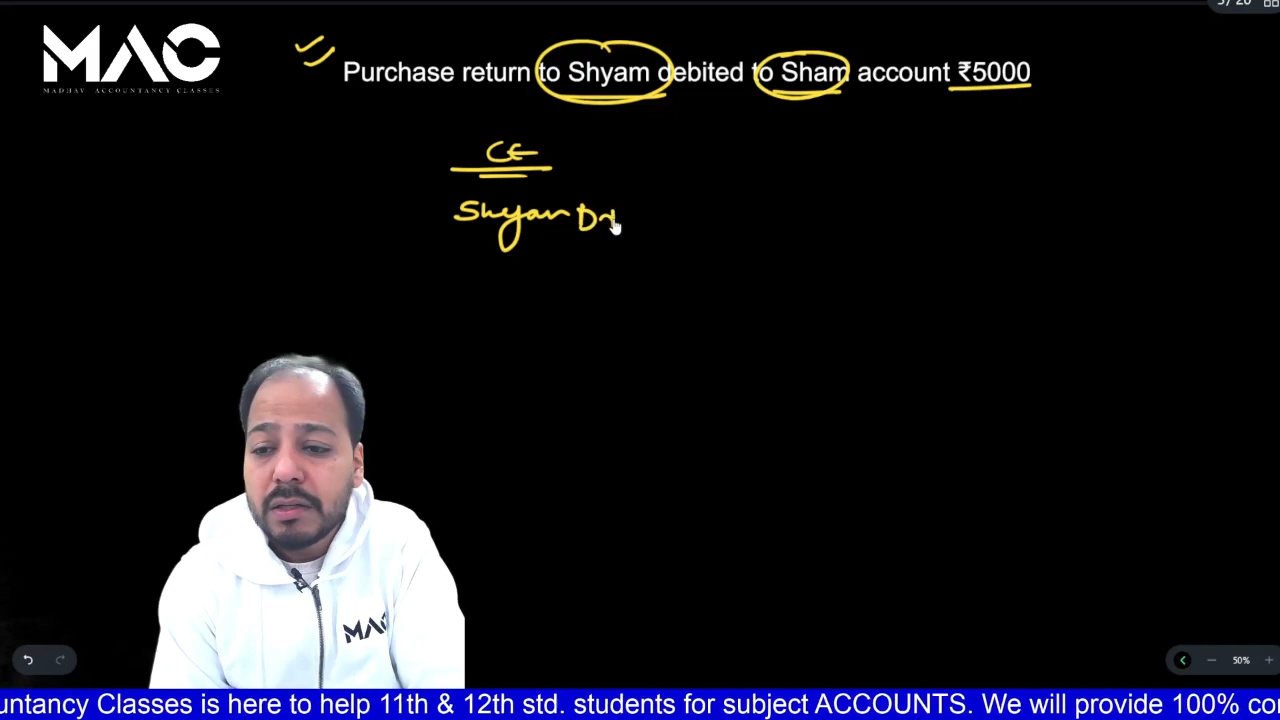 MAC
MADHAV ACCOUNTANCY CLASSES
Purchase return to Shyam debited to Sham account ₹5000
CE
Shyam Dr
MAC
50%
untancy Classes is here to help 11th & 12th std. students for subject ACCOUNTS. We will provide 100% co